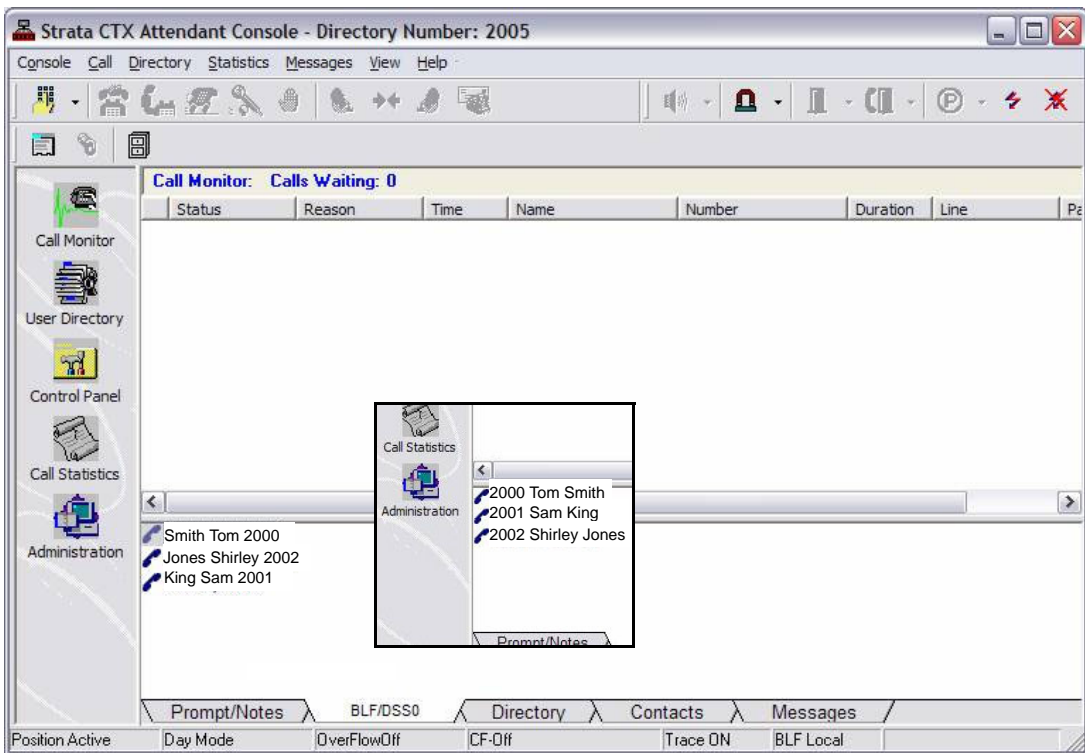 Strata CTX Attendant Console - Directory Number: 2005
Console Call Directory Statistics Messages View Help
Call Monitor: Calls Waiting: 0
Status Reason Time Name Number Duration Line Pa
Call Monitor
User Directory
Control Panel
Call Statistics
Administration
Smith Tom 2000
Jones Shirley 2002
King Sam 2001
Call Statistics
Administration
2000 Tom Smith
2001 Sam King
2002 Shirley Jones
Prompt/Notes
Prompt/Notes BLF/DSS0 Directory Contacts Messages
Position Active Day Mode OverFlowOff CF-Off Trace ON BLF Local